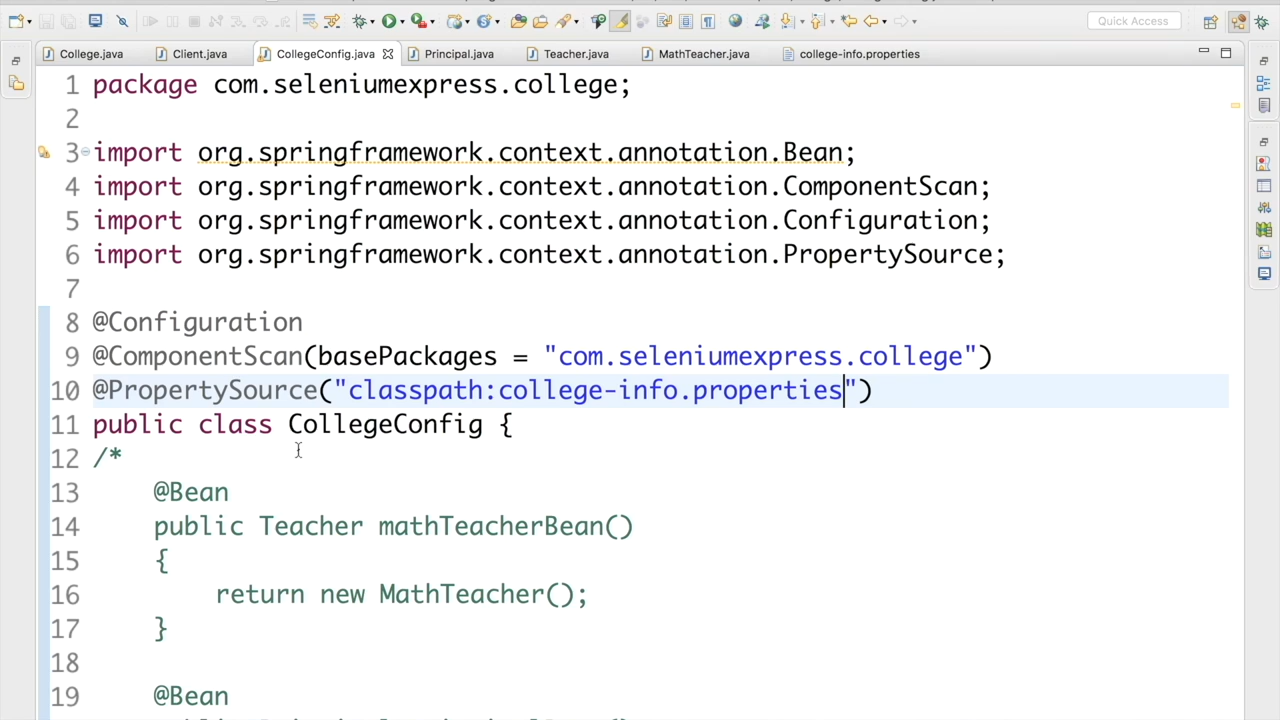 Quick Access
College.java
Client.java
CollegeConfig.java
Principal.java
Teacher.java
MathTeacher.java
college-info.properties
1 package com.seleniumexpress.college;
2
3 import org.springframework.context.annotation.Bean;
4 import org.springframework.context.annotation.ComponentScan;
5 import org.springframework.context.annotation.Configuration;
6 import org.springframework.context.annotation.PropertySource;
7
8 @Configuration
9 @ComponentScan(basePackages = "com.seleniumexpress.college")
10 @PropertySource("classpath:college-info.properties")
11 public class CollegeConfig {
12 /*
13 @Bean
14 public Teacher mathTeacherBean()
15 {
16 return new MathTeacher();
17 }
18
19 @Bean